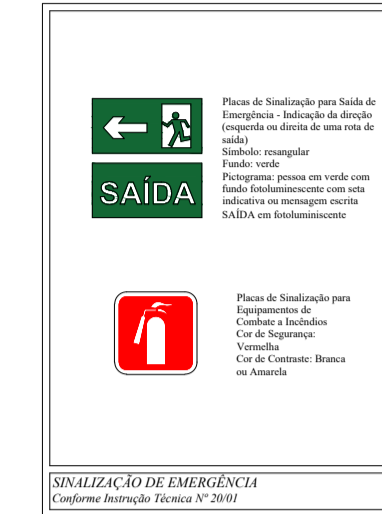 Placas de Sinalização para Saída de
Emergência - Indicação da direção
(esquerda ou direita de uma rota de
saída)
Símbolo: resangular
Fundo: verde
Pictograma: pessoa em verde com
fundo fotoluminescente com seta
indicativa ou mensagem escrita
SAÍDA em fotoluminiscente
SAÍDA
Placas de Sinalização para
Equipamentos de
Combate a Incêndios
Cor de Segurança:
Vermelha
Cor de Contraste: Branca
ou Amarela
SINALIZAÇÃO DE EMERGÊNCIA
Conforme Instrução Técnica Nº 20/01